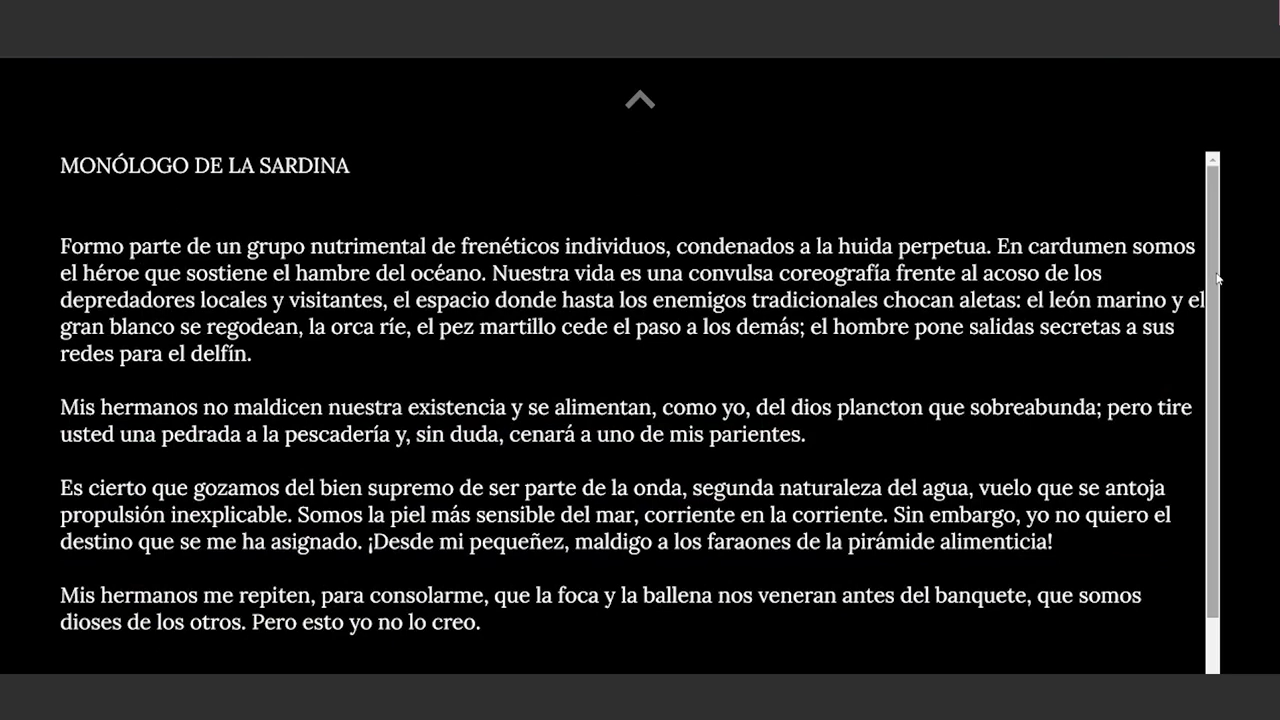 MONÓLOGO DE LA SARDINA
Formo parte de un grupo nutrimental de frenéticos individuos, condenados a la huida perpetua. En cardumen somos
el héroe que sostiene el hambre del océano. Nuestra vida es una convulsa coreografía frente al acoso de los
depredadores locales y visitantes, el espacio donde hasta los enemigos tradicionales chocan aletas: el león marino y el
gran blanco se regodean, la orca ríe, el pez martillo cede el paso a los demás; el hombre pone salidas secretas a sus
redes para el delfín.
Mis hermanos no maldicen nuestra existencia y se alimentan, como yo, del dios plancton que sobreabunda; pero tire
usted una pedrada a la pescadería y, sin duda, cenará a uno de mis parientes.
Es cierto que gozamos del bien supremo de ser parte de la onda, segunda naturaleza del agua, vuelo que se antoja
propulsión inexplicable. Somos la piel más sensible del mar, corriente en la corriente. Sin embargo, yo no quiero el
destino que se me ha asignado. ¡Desde mi pequeñez, maldigo a los faraones de la pirámide alimenticia!
Mis hermanos me repiten, para consolarme, que la foca y la ballena nos veneran antes del banquete, que somos
dioses de los otros. Pero esto yo no lo creo.